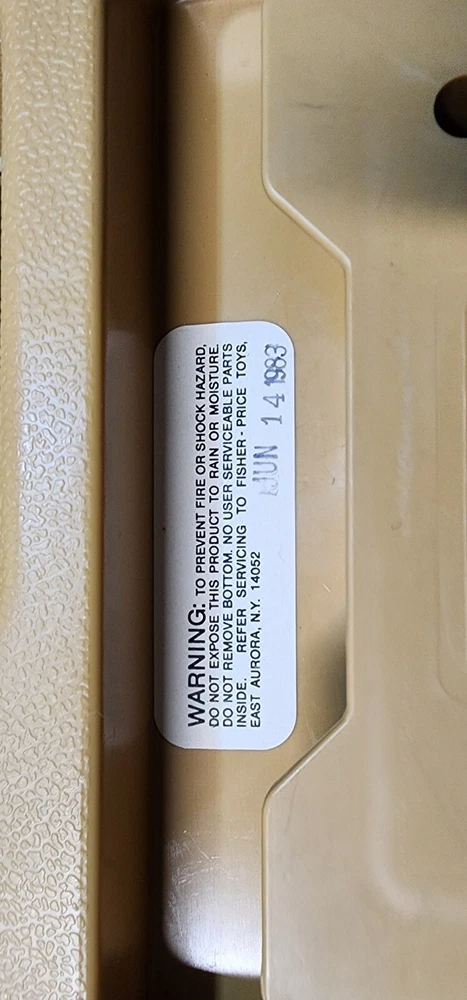 WARNING: TO PREVENT FIRE OR SHOCK HAZARD,
DO NOT EXPOSE THIS PRODUCT TO RAIN OR MOISTURE.
DO NOT REMOVE BOTTOM. NO USER SERVICEABLE PARTS
INSIDE. REFER SERVICING TO FISHER-PRICE TOYS,
EAST AURORA, N.Y. 14052
JUN 14 1983